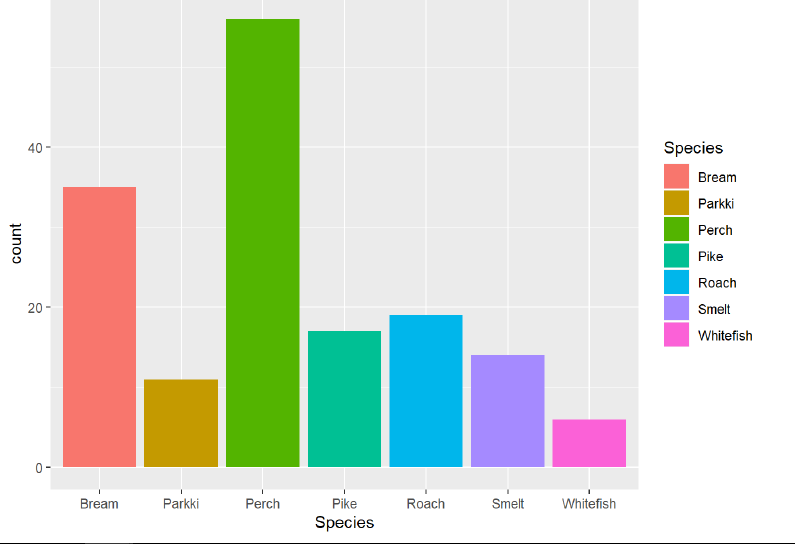 count
40
20
0
Bream Parkki Perch Pike Roach Smelt Whitefish
Species
Species
Bream
Parkki
Perch
Pike
Roach
Smelt
Whitefish